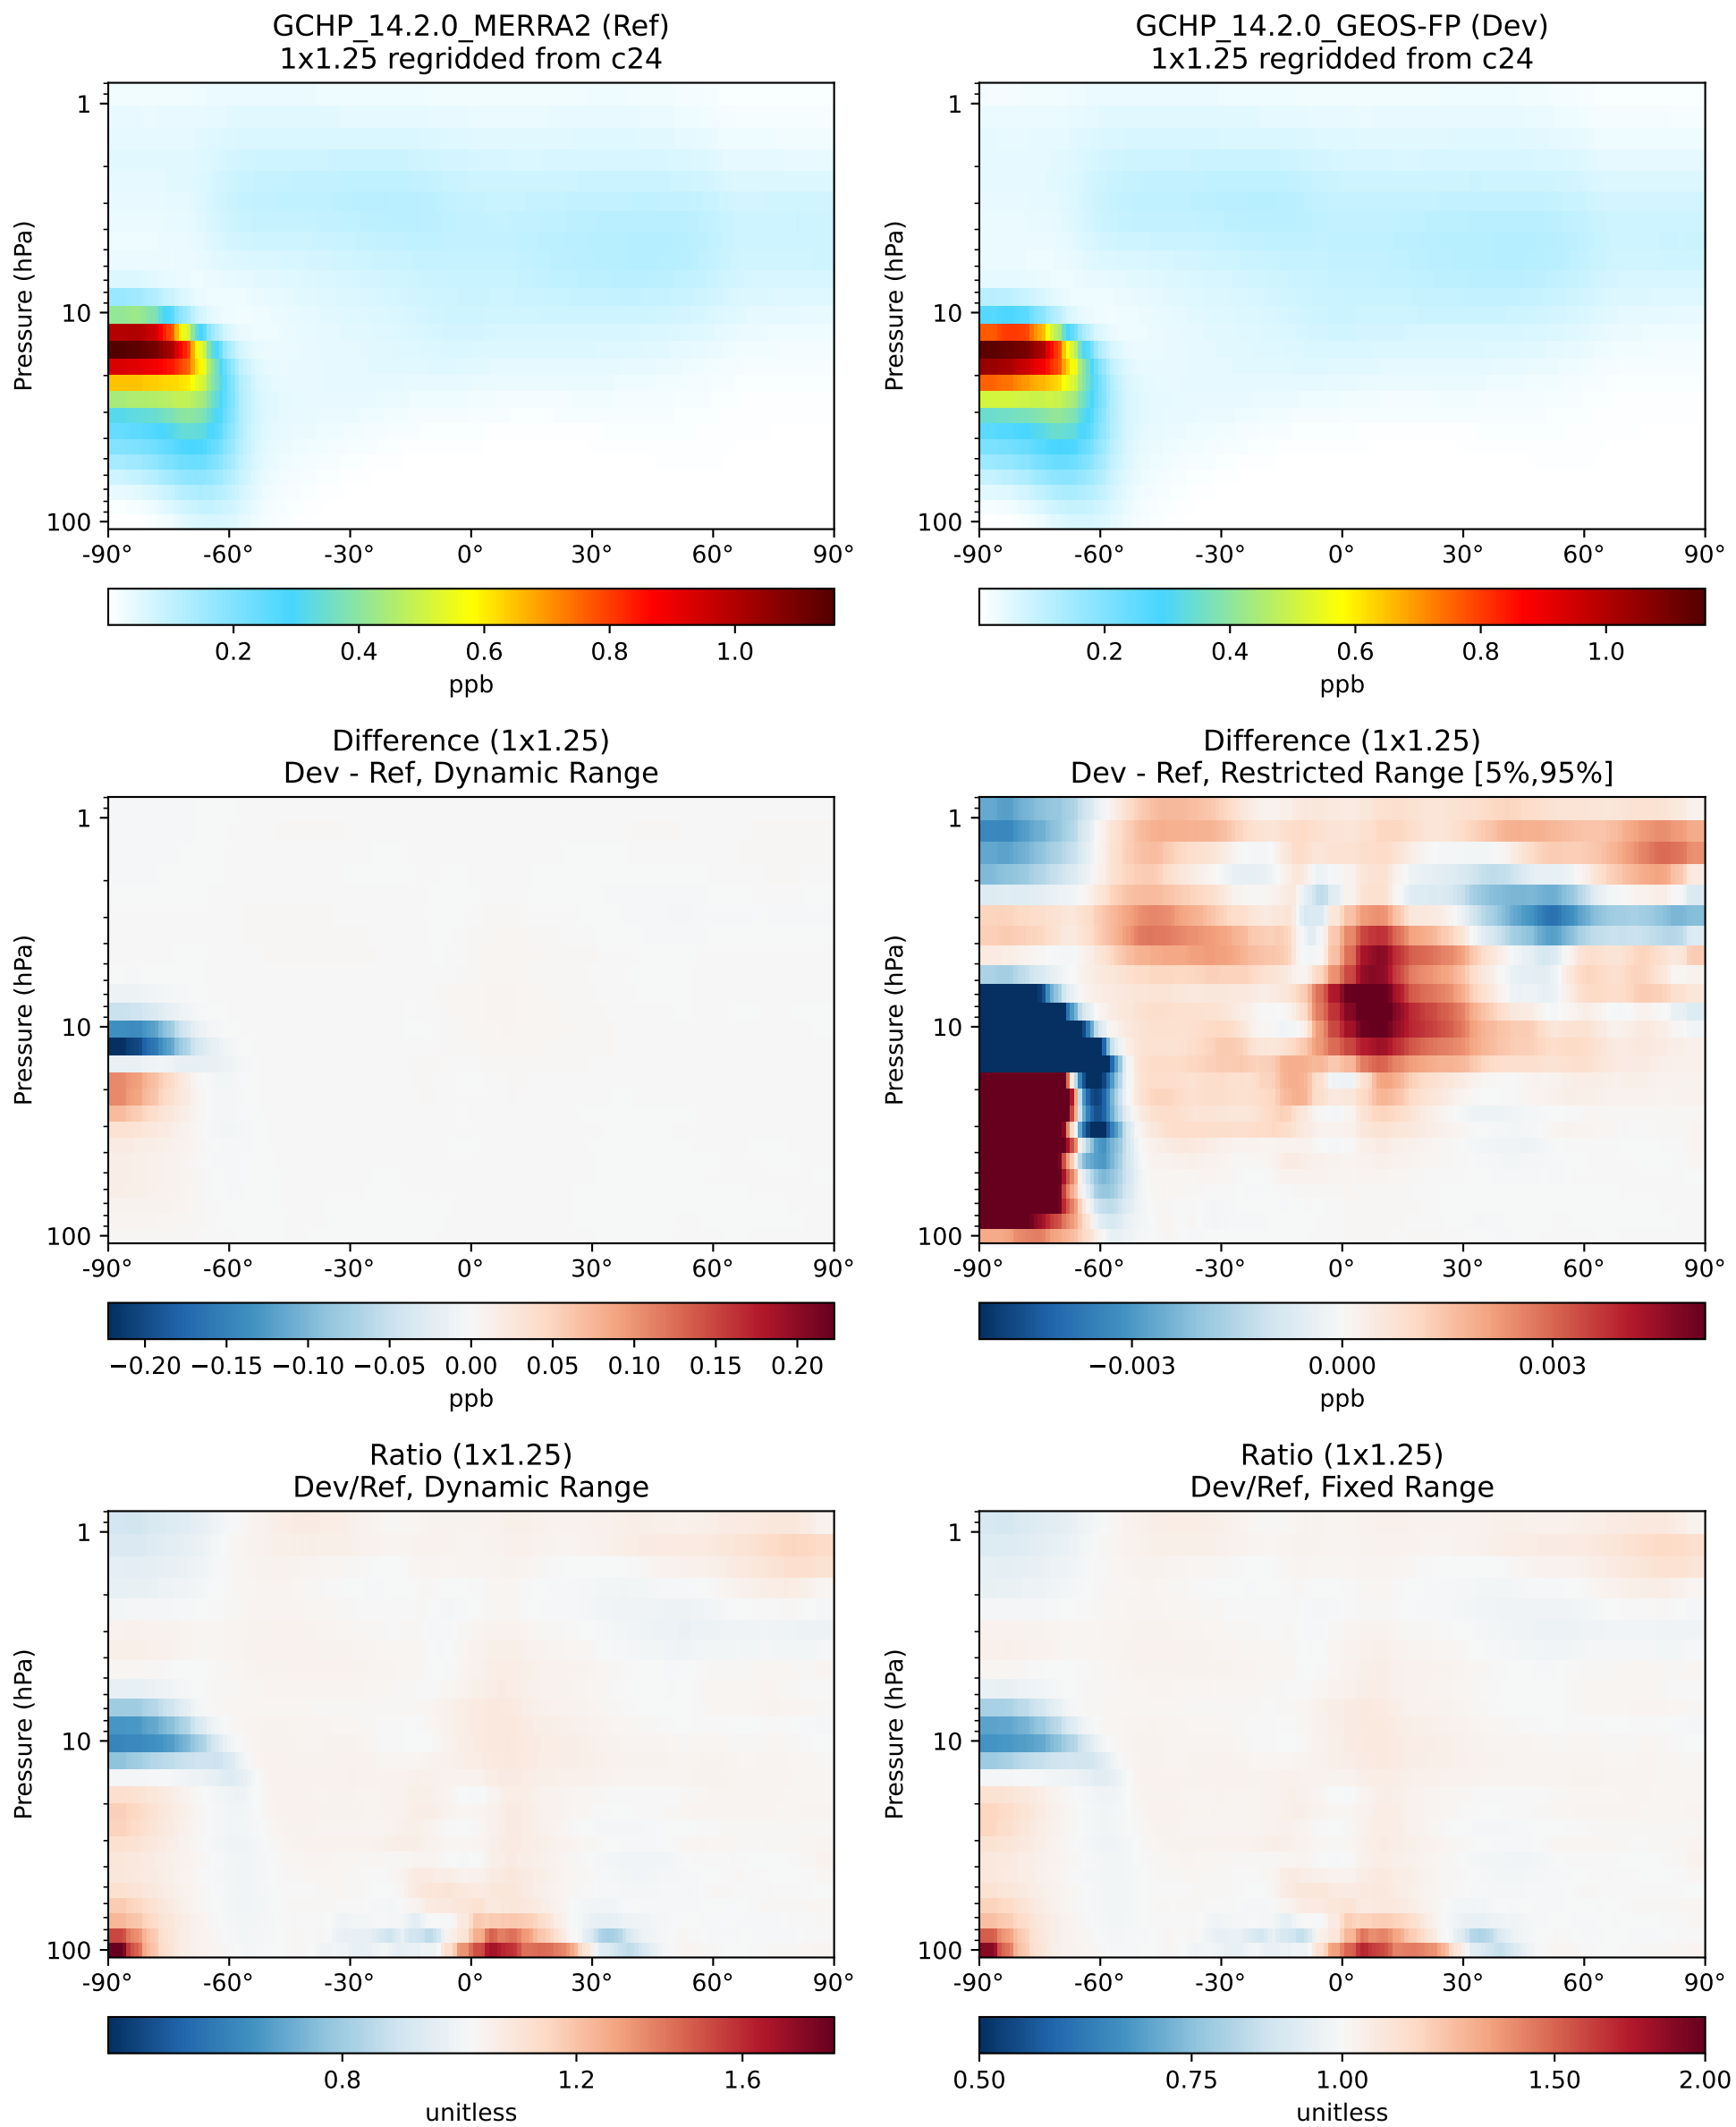 GCHP_14.2.0_MERRA2 (Ref)
1x1.25 regridded from c24
Pressure (hPa)
1
10
100
-90° -60° -30° 0° 30° 60° 90°
0.2 0.4 0.6 0.8 1.0
ppb
GCHP_14.2.0_GEOS-FP (Dev)
1x1.25 regridded from c24
Pressure (hPa)
1
10
100
-90° -60° -30° 0° 30° 60° 90°
0.2 0.4 0.6 0.8 1.0
ppb
Difference (1x1.25)
Dev - Ref, Dynamic Range
Pressure (hPa)
1
10
100
-90° -60° -30° 0° 30° 60° 90°
−0.20 −0.15 −0.10 −0.05 0.00 0.05 0.10 0.15 0.20
ppb
Difference (1x1.25)
Dev - Ref, Restricted Range [5%,95%]
Pressure (hPa)
1
10
100
-90° -60° -30° 0° 30° 60° 90°
−0.003 0.000 0.003
ppb
Ratio (1x1.25)
Dev/Ref, Dynamic Range
Pressure (hPa)
1
10
100
-90° -60° -30° 0° 30° 60° 90°
0.8 1.2 1.6
unitless
Ratio (1x1.25)
Dev/Ref, Fixed Range
Pressure (hPa)
1
10
100
-90° -60° -30° 0° 30° 60° 90°
0.50 0.75 1.00 1.50 2.00
unitless